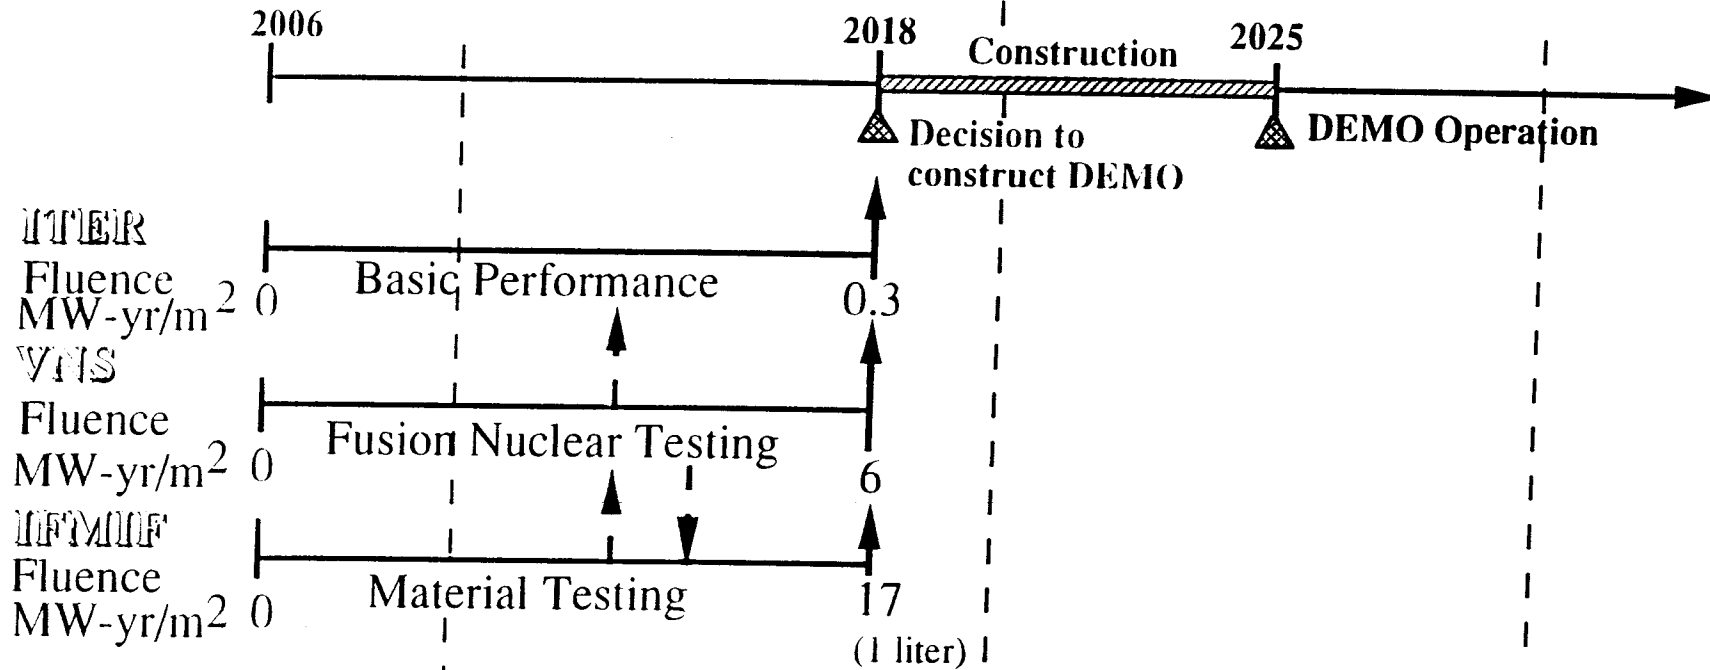 2006
2018
Construction
2025
Decision to
construct DEMO
DEMO Operation
ITER
Fluence
MW-yr/m2
0
Basic Performance
0.3
VNS
Fluence
MW-yr/m2
0
Fusion Nuclear Testing
6
IFMIF
Fluence
MW-yr/m2
0
Material Testing
17
(1 liter)